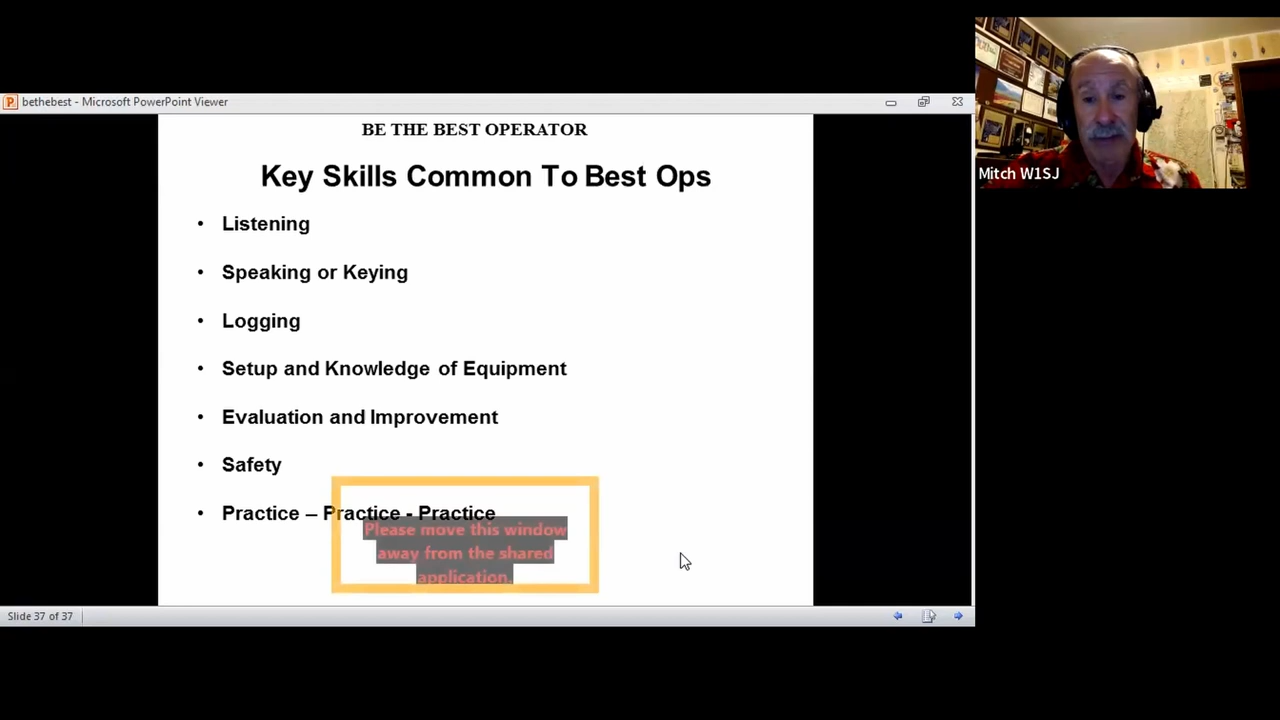 bethebest - Microsoft PowerPoint Viewer
BE THE BEST OPERATOR
Key Skills Common To Best Ops
• Listening
• Speaking or Keying
• Logging
• Setup and Knowledge of Equipment
• Evaluation and Improvement
• Safety
• Practice – Practice - Practice
Please move this window
away from the shared
application.
Slide 37 of 37
Mitch W1SJ